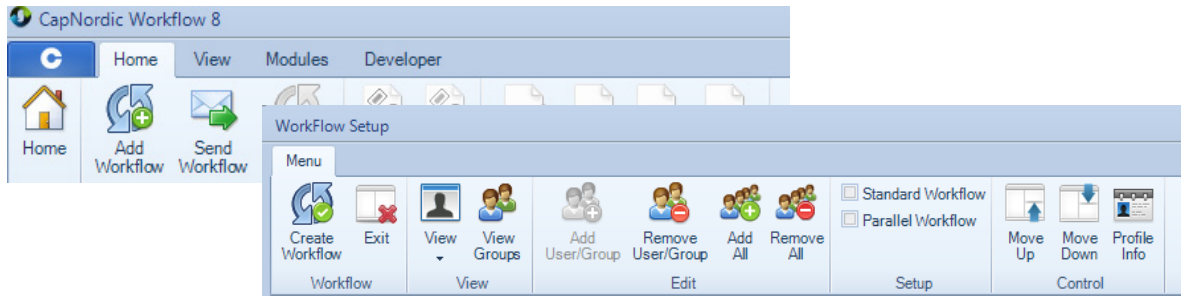 CapNordic Workflow 8
C
Home View Modules Developer
Home
Add
Workflow
Send
Workflow
WorkFlow Setup
Menu
Create
Workflow
Exit
View
View
Groups
Add
User/Group
Remove
User/Group
Add
All
Remove
All
Standard Workflow
Parallel Workflow
Move
Up
Move
Down
Profile
Info
Workflow View Edit Setup Control